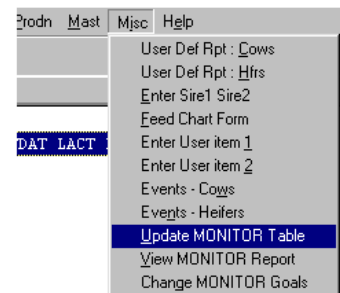 Prodn Mast Misc Help
User Def Rpt : Cows
User Def Rpt : Hfrs
Enter Sire1 Sire2
Feed Chart Form
DAT LACT
Enter User item 1
Enter User item 2
Events - Cows
Events - Heifers
Update MONITOR Table
View MONITOR Report
Change MONITOR Goals